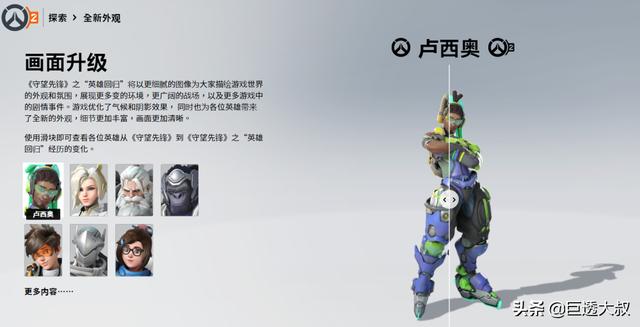 2 探索 > 全新外观
画面升级
《守望先锋》之“英雄回归”将以更细腻的图像为大家描绘游戏世界
的外观和氛围，展现更多变的环境，更广阔的战场，以及更多游戏中
的剧情事件。游戏优化了气候和阴影效果， 同时也为各位英雄带来
了全新的外观，细节更加丰富，画面更加清晰。
使用滑块即可查看各位英雄从《守望先锋》到《守望先锋》之“英雄
回归”经历的变化。
卢西奥
更多内容……
卢西奥 2
头条 @巨透大叔